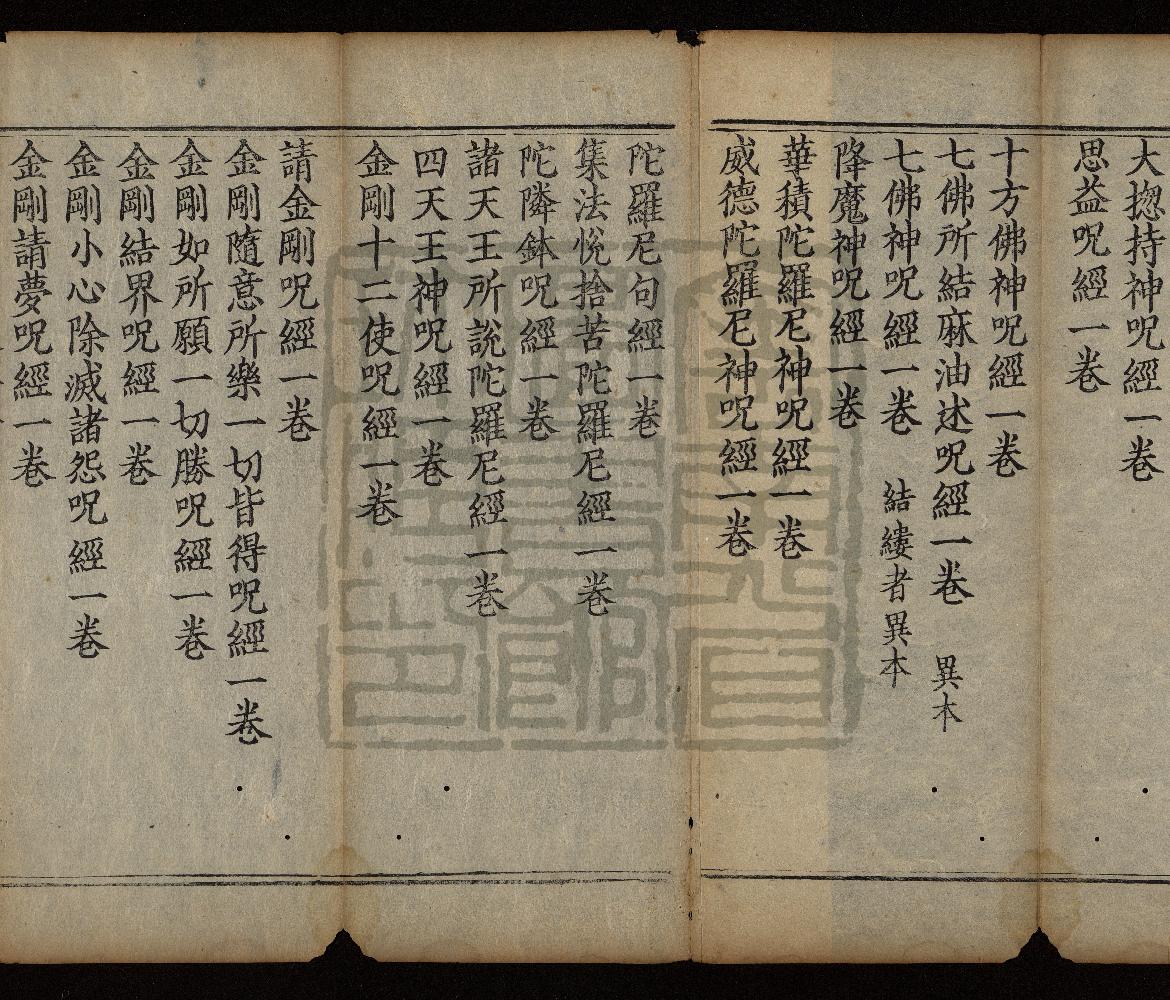 大揔持神呪經一卷
思益呪經一卷
十方佛神呪經一卷
七佛所結麻油述呪經一卷 異本
七佛神呪經一卷 結縷者異本
降魔神呪經一卷
華積陀羅尼神呪經一卷
威德陀羅尼神呪經一卷
陀羅尼句經一卷
集法恱捨苦陀羅尼經一卷
陀隣鉢呪經一卷
諸天王所說陀羅尼經一卷
四天王神呪經一卷
金剛十二使呪經一卷
請金剛呪經一卷
金剛隨意所樂一切皆得呪經一卷
金剛如所願一切勝呪經一卷
金剛結界呪經一卷
金剛小心除滅諸怨呪經一卷
金剛請夢呪經一卷